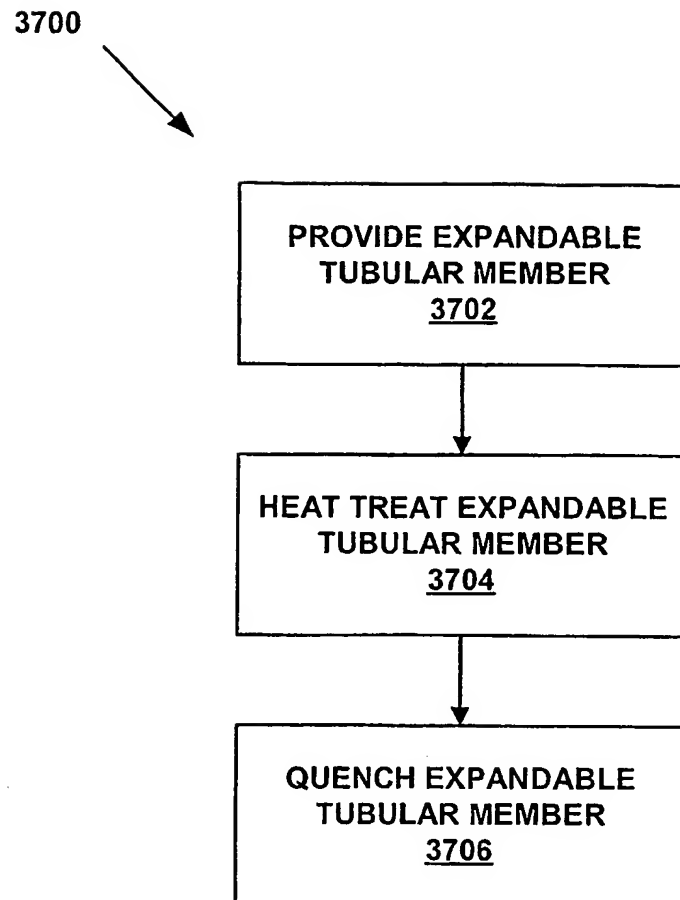 3700
PROVIDE EXPANDABLE
TUBULAR MEMBER
3702
HEAT TREAT EXPANDABLE
TUBULAR MEMBER
3704
QUENCH EXPANDABLE
TUBULAR MEMBER
3706